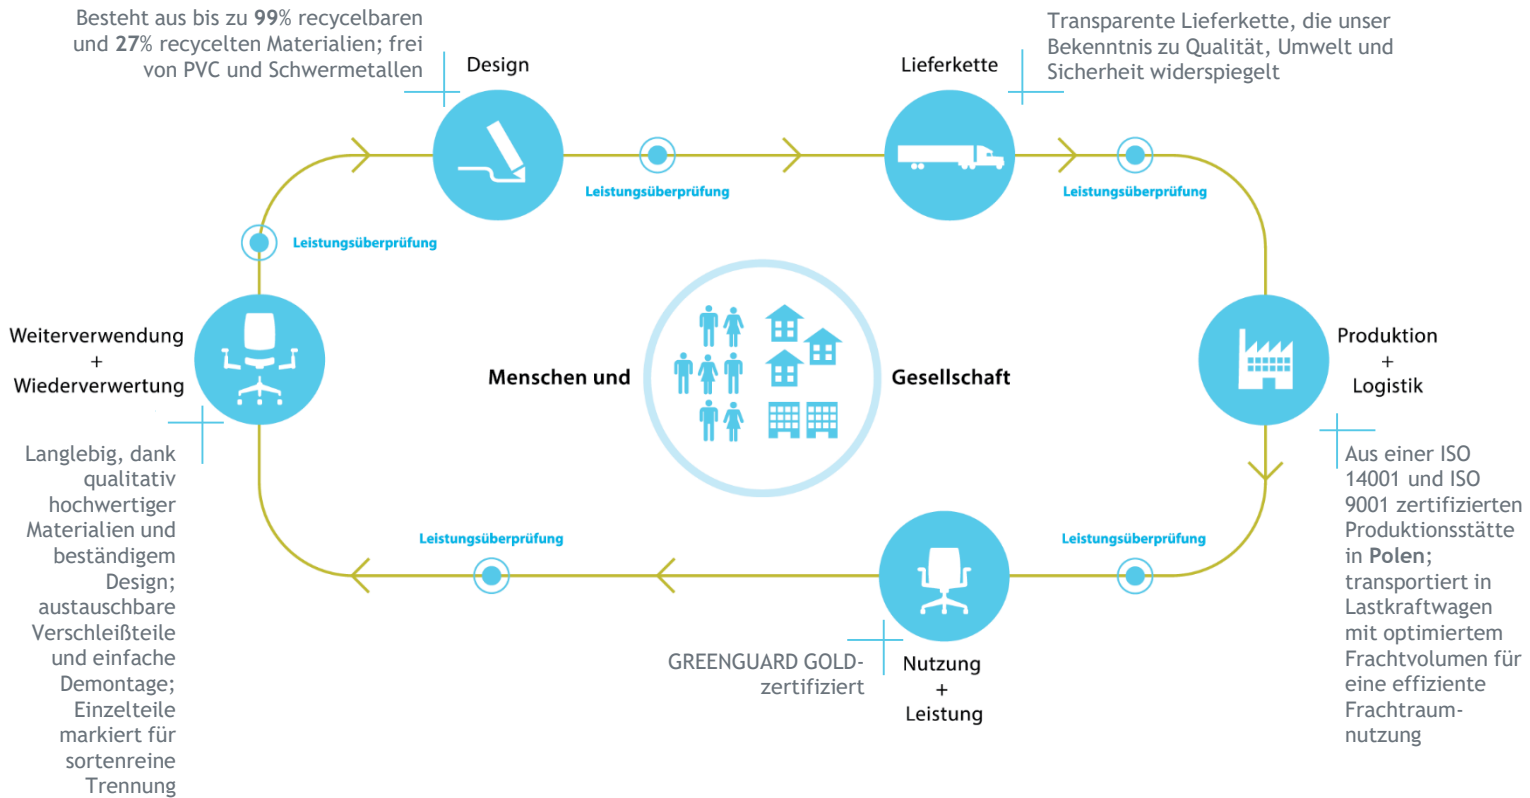 Besteht aus bis zu 99% recycelbaren
und 27% recycelten Materialien; frei
von PVC und Schwermetallen
Design
Lieferkette
Transparente Lieferkette, die unser
Bekenntnis zu Qualität, Umwelt und
Sicherheit widerspiegelt
Leistungsüberprüfung
Leistungsüberprüfung
Leistungsüberprüfung
Weiterverwendung
+
Wiederverwertung
Menschen und
Gesellschaft
Produktion
+
Logistik
Langlebig, dank
qualitativ
hochwertiger
Materialien und
beständigem
Design;
austauschbare
Verschleißteile
und einfache
Demontage;
Einzelteile
markiert für
sortenreine
Trennung
Leistungsüberprüfung
Leistungsüberprüfung
GREENGUARD GOLD-
zertifiziert
Nutzung
+
Leistung
Aus einer ISO
14001 und ISO
9001 zertifizierten
Produktionsstätte
in Polen;
transportiert in
Lastkraftwagen
mit optimiertem
Frachtvolumen für
eine effiziente
Frachtraum-
nutzung